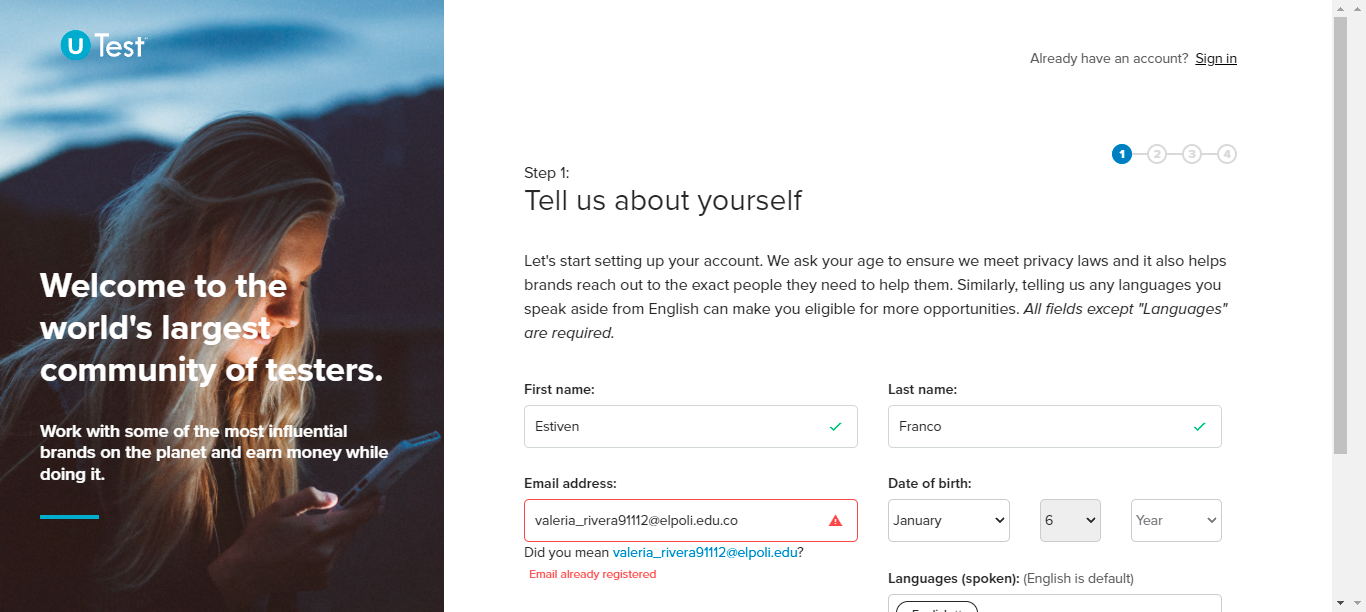 uTest
Already have an account? Sign in
1 2 3 4
Step 1:
Tell us about yourself
Let's start setting up your account. We ask your age to ensure we meet privacy laws and it also helps
brands reach out to the exact people they need to help them. Similarly, telling us any languages you
speak aside from English can make you eligible for more opportunities. All fields except "Languages"
are required.
Welcome to the
world's largest
community of testers.
Work with some of the most influential
brands on the planet and earn money while
doing it.
First name:
Last name:
Estiven
Franco
Email address:
Date of birth:
valeria_rivera91112@elpoli.edu.co
January
6
Year
Did you mean valeria_rivera91112@elpoli.edu?
Email already registered
Languages (spoken): (English is default)